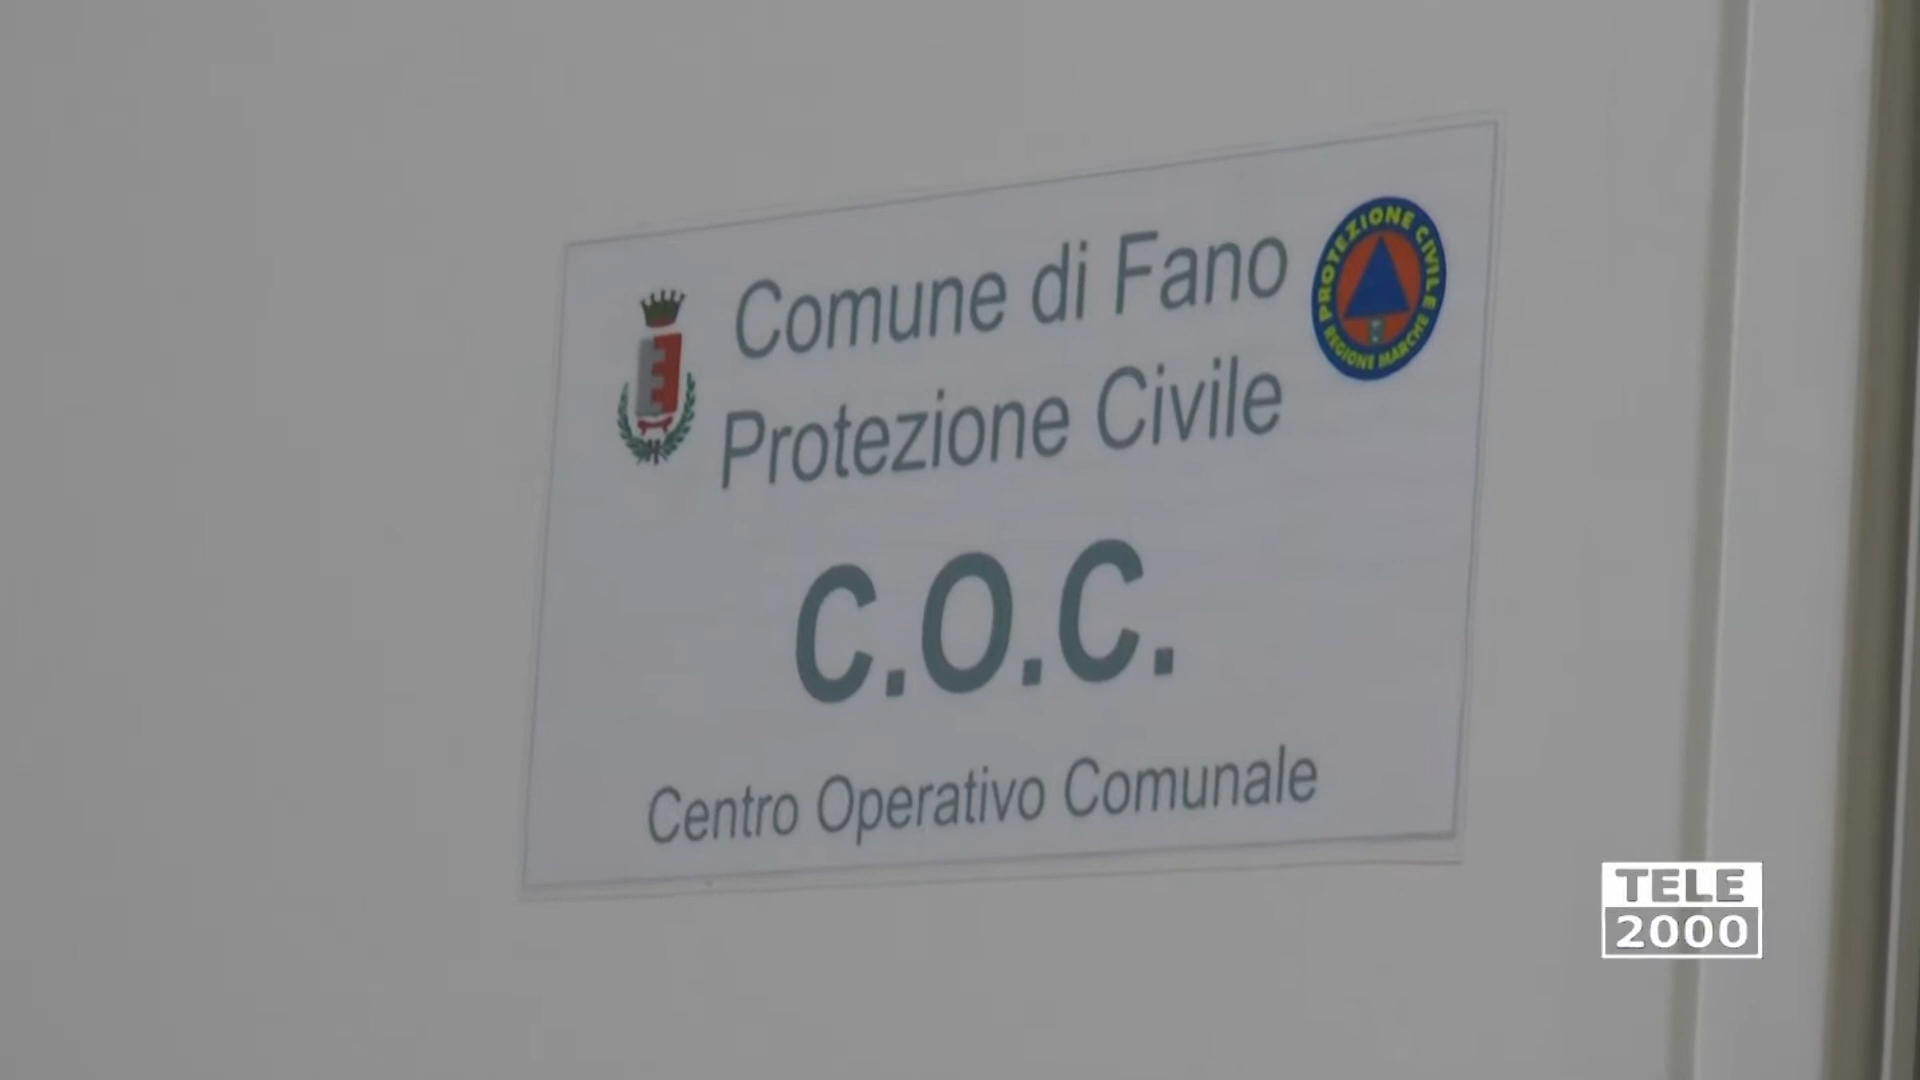 Comune di Fano
Protezione Civile
PROTEZIONE CIVILE
REGIONE MARCHE
C.O.C.
Centro Operativo Comunale
TELE
2000